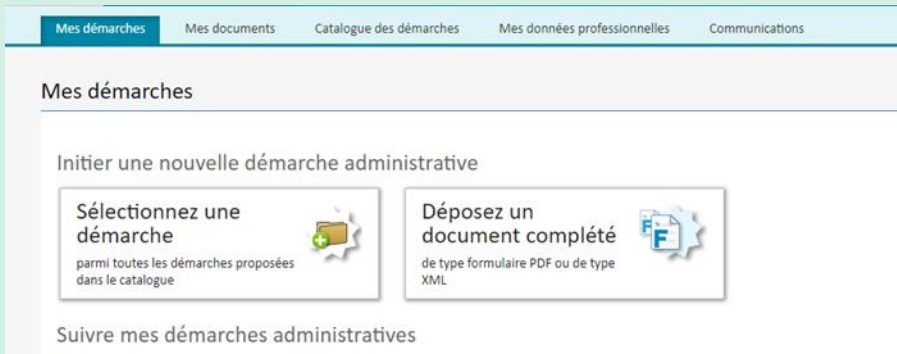 Mes démarches Mes documents Catalogue des démarches Mes données professionnelles Communications
Mes démarches
Initier une nouvelle démarche administrative
Sélectionnez une
démarche
parmi toutes les démarches proposées
dans le catalogue
Déposez un
document complété
de type formulaire PDF ou de type
XML
F
F
Suivre mes démarches administratives